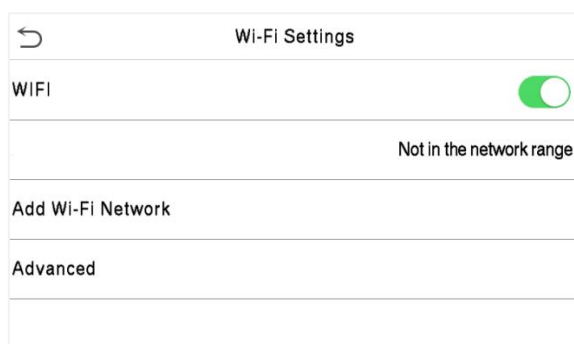 Wi-Fi Settings
WIFI
Not in the network range
Add Wi-Fi Network
Advanced